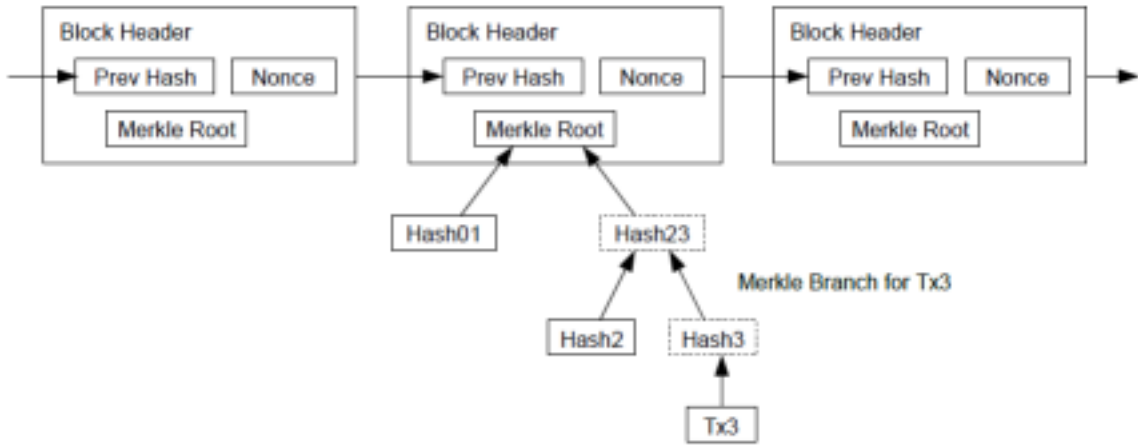 Block Header
Block Header
Block Header
Prev Hash
Nonce
Prev Hash
Nonce
Prev Hash
Nonce
Merkle Root
Merkle Root
Merkle Root
Hash01
Hash23
Merkle Branch for Tx3
Hash2
Hash3
Tx3